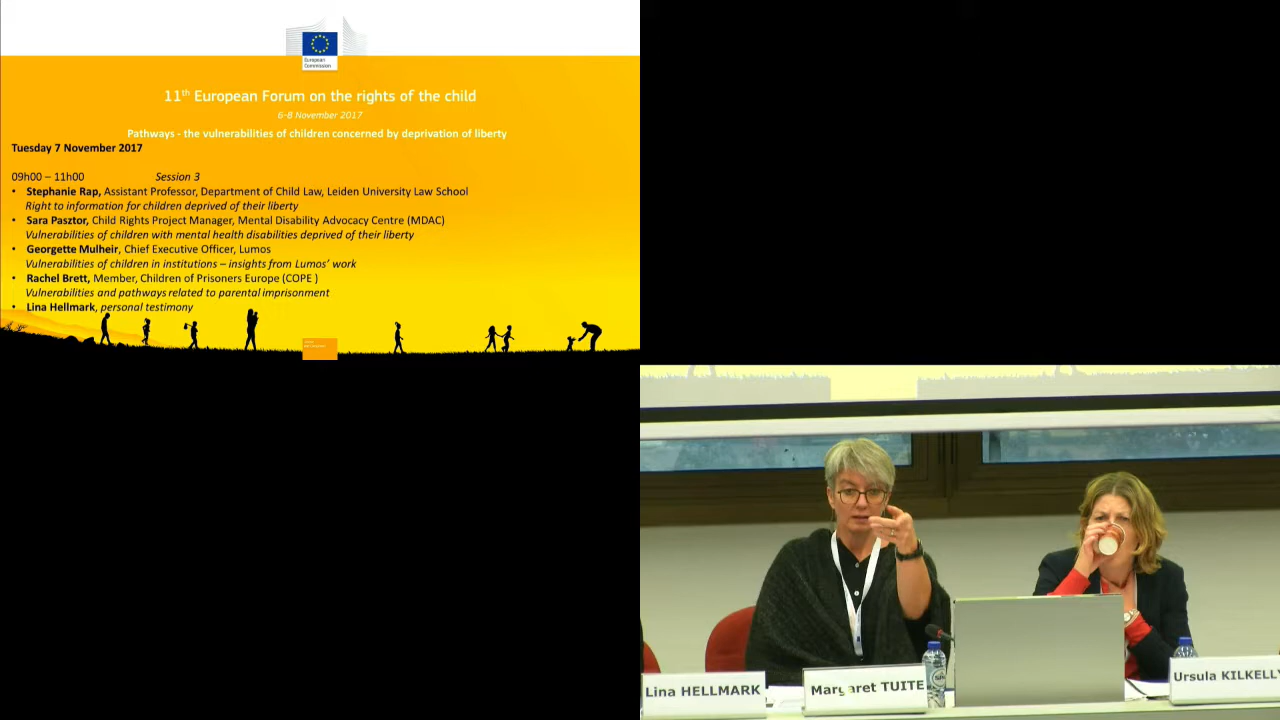 European
Commission
11th European Forum on the rights of the child
6-8 November 2017
Pathways - the vulnerabilities of children concerned by deprivation of liberty
Tuesday 7 November 2017
09h00 – 11h00 Session 3
• Stephanie Rap, Assistant Professor, Department of Child Law, Leiden University Law School
Right to information for children deprived of their liberty
• Sara Pasztor, Child Rights Project Manager, Mental Disability Advocacy Centre (MDAC)
Vulnerabilities of children with mental health disabilities deprived of their liberty
• Georgette Mulheir, Chief Executive Officer, Lumos
Vulnerabilities of children in institutions – insights from Lumos' work
• Rachel Brett, Member, Children of Prisoners Europe (COPE )
Vulnerabilities and pathways related to parental imprisonment
• Lina Hellmark, personal testimony
Lina HELLMARK
Margaret TUITE
Ursula KILKELLY